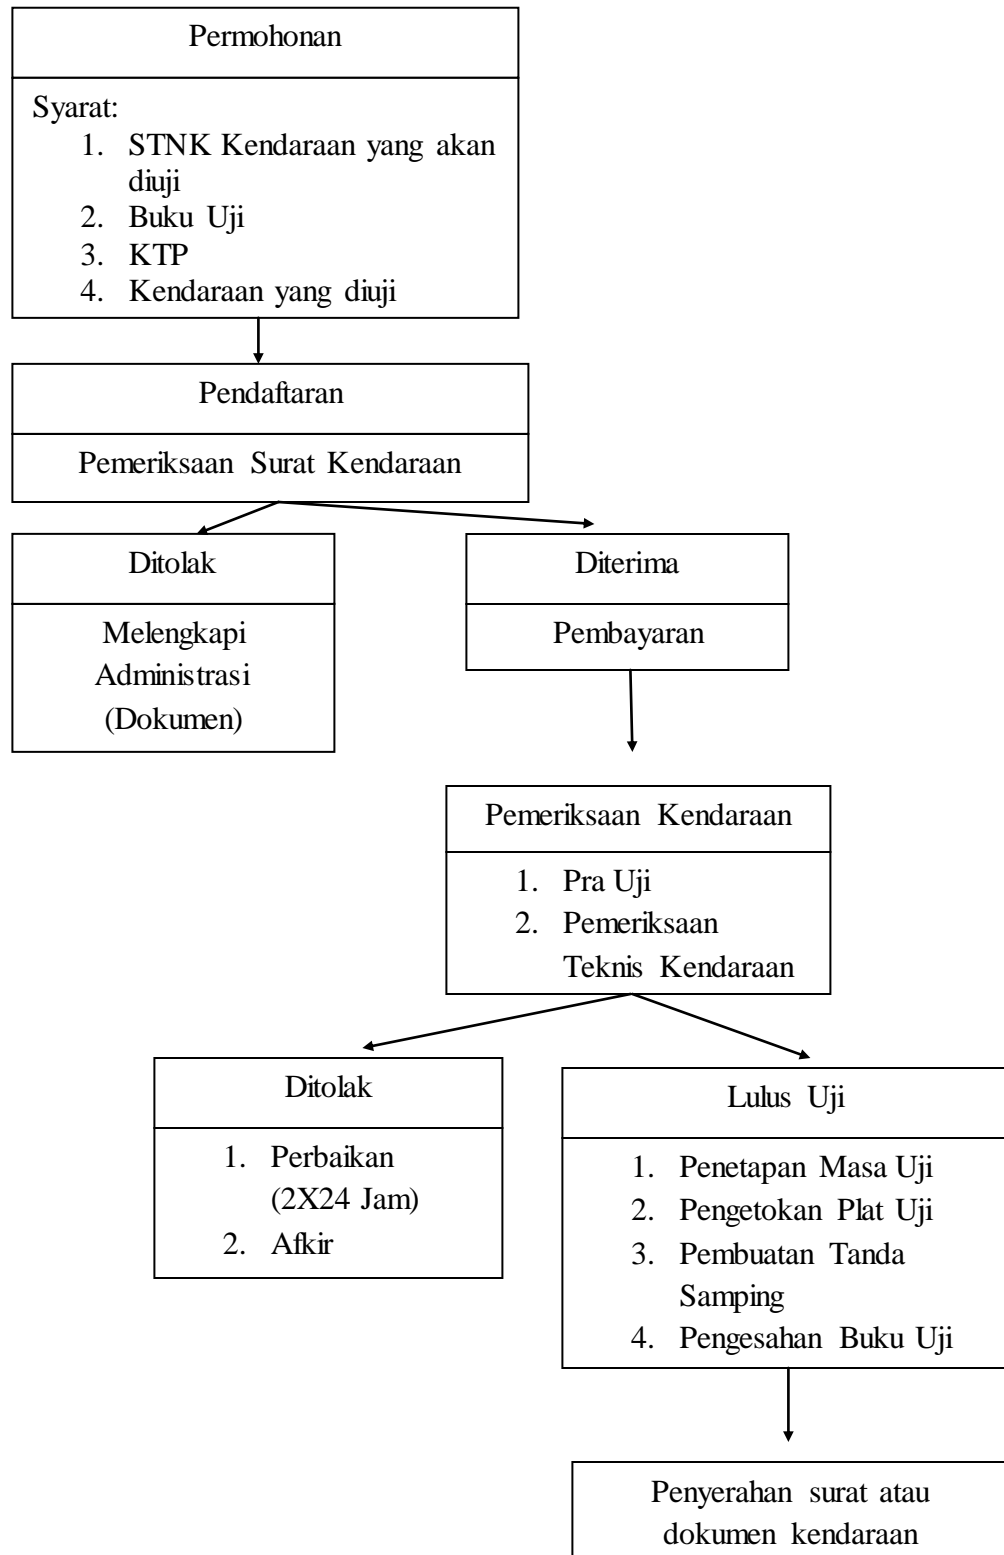 Permohonan
Syarat:
1. STNK Kendaraan yang akan
diuji
2. Buku Uji
3. KTP
4. Kendaraan yang diuji
Pendaftaran
Pemeriksaan Surat Kendaraan
Ditolak
Melengkapi
Administrasi
(Dokumen)
Diterima
Pembayaran
Pemeriksaan Kendaraan
1. Pra Uji
2. Pemeriksaan
Teknis Kendaraan
Ditolak
1. Perbaikan
(2X24 Jam)
2. Afkir
Lulus Uji
1. Penetapan Masa Uji
2. Pengetokan Plat Uji
3. Pembuatan Tanda
Samping
4. Pengesahan Buku Uji
Penyerahan surat atau
dokumen kendaraan